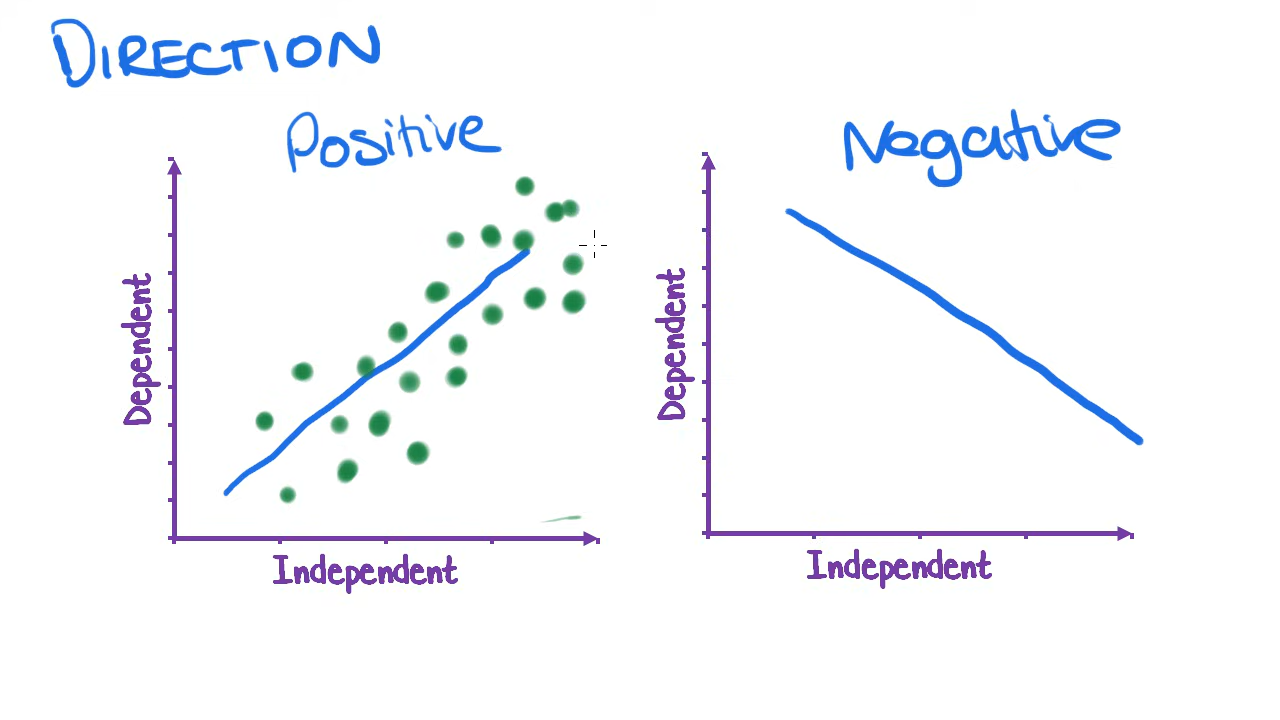 DIRECTION
Positive
Negative
Dependent
Independent
Dependent
Independent